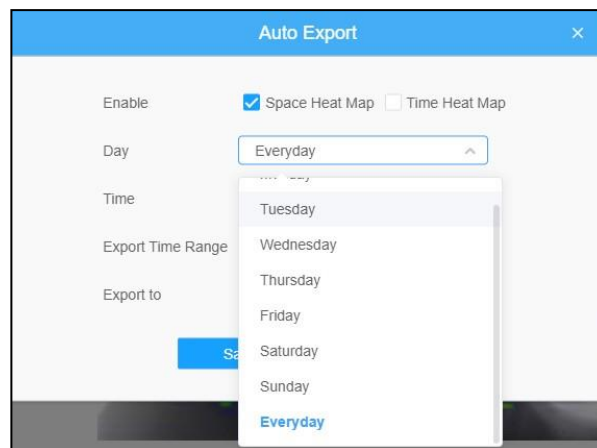 Auto Export
Enable
Space Heat Map
Time Heat Map
Day
Everyday
Time
Tuesday
Wednesday
Export Time Range
Thursday
Export to
Friday
Saturday
Sunday
Everyday